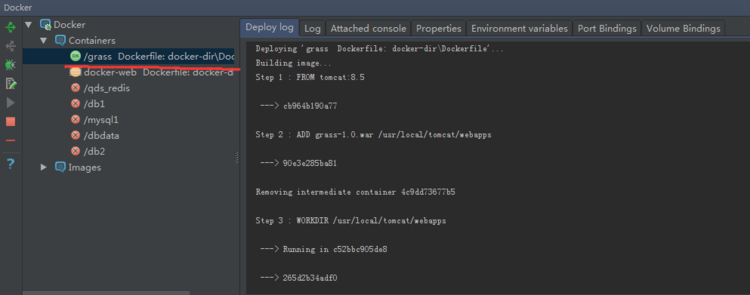 Docker
Docker
Containers
/grass Dockerfile: docker-dir\Doc
docker-web Dockerfile: docker-d
/qds_redis
/db1
/mysql1
/dbdata
/db2
Images
Deploy log Log Attached console Properties Environment variables Port Bindings Volume Bindings
Deploying 'grass Dockerfile: docker-dir\Dockerfile'...
Building image...
Step 1 : FROM tomcat:8.5
---> cb964b190a77
Step 2 : ADD grass-1.0.war /usr/local/tomcat/webapps
---> 90e3e285ba81
Removing intermediate container 4c9dd73677b5
Step 3 : WORKDIR /usr/local/tomcat/webapps
---> Running in c52bbc905de8
---> 265d2b34adf0